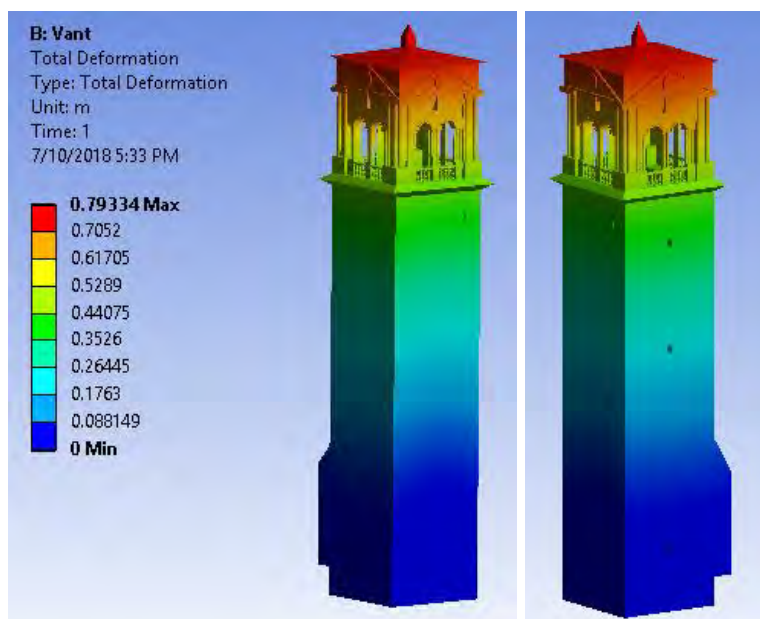 B: Vant
Total Deformation
Type: Total Deformation
Unit: m
Time: 1
7/10/2018 5:33 PM
0.79334 Max
0.7052
0.61705
0.5289
0.44075
0.3526
0.26445
0.1763
0.088149
0 Min